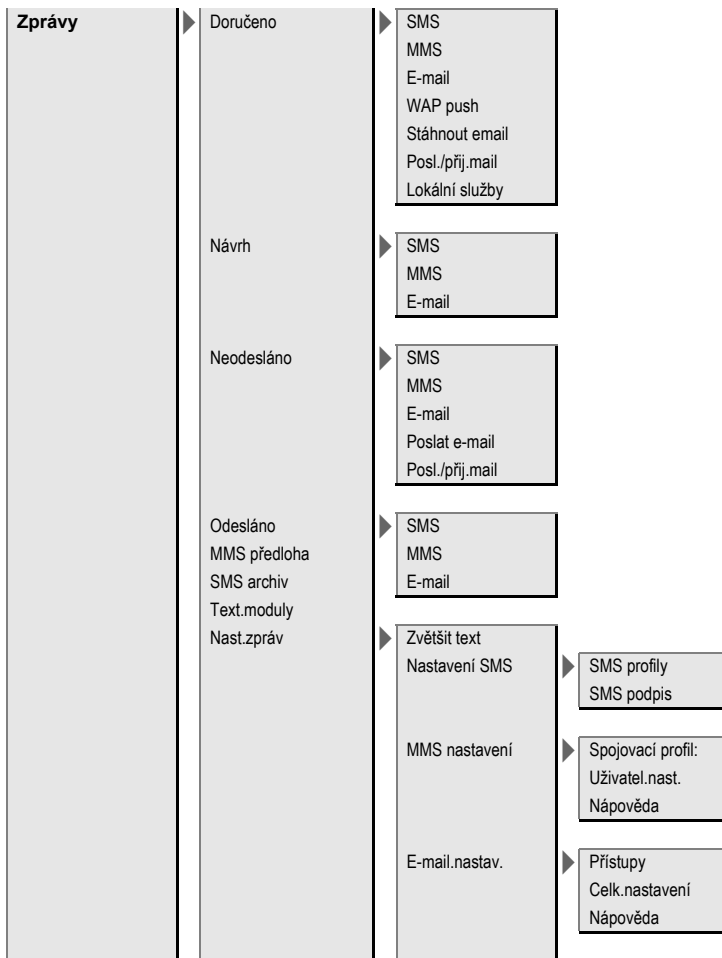 Zprávy
Doručeno
SMS
MMS
E-mail
WAP push
Stáhnout email
Posl./přij.mail
Lokální služby
Návrh
SMS
MMS
E-mail
Neodesláno
SMS
MMS
E-mail
Poslat e-mail
Posl./přij.mail
Odesláno
SMS
MMS
E-mail
MMS předloha
SMS archiv
Text.moduly
Nast.zpráv
Zvětšit text
Nastavení SMS
SMS profily
SMS podpis
MMS nastavení
Spojovací profil:
Uživatel.nast.
Nápověda
E-mail.nastav.
Přístupy
Celk.nastavení
Nápověda